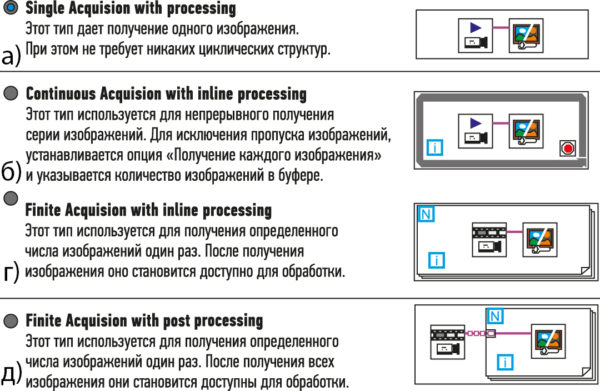 Single Acquision with processing
Этот тип дает получение одного изображения.
а) При этом не требует никаких циклических структур.
Continuous Acquision with inline processing
Этот тип используется для непрерывного получения
серии изображений. Для исключения пропуска изображений,
устанавливается опция «Получение каждого изображения»
б) и указывается количество изображений в буфере.
i
Finite Acquision with inline processing
Этот тип используется для получения определенного
числа изображений один раз. После получения
г) изображения оно становится доступно для обработки.
N
i
Finite Acquision with post processing
Этот тип используется для получения определенного
числа изображений один раз. После получения всех
д) изображения они становится доступны для обработки.
N
i